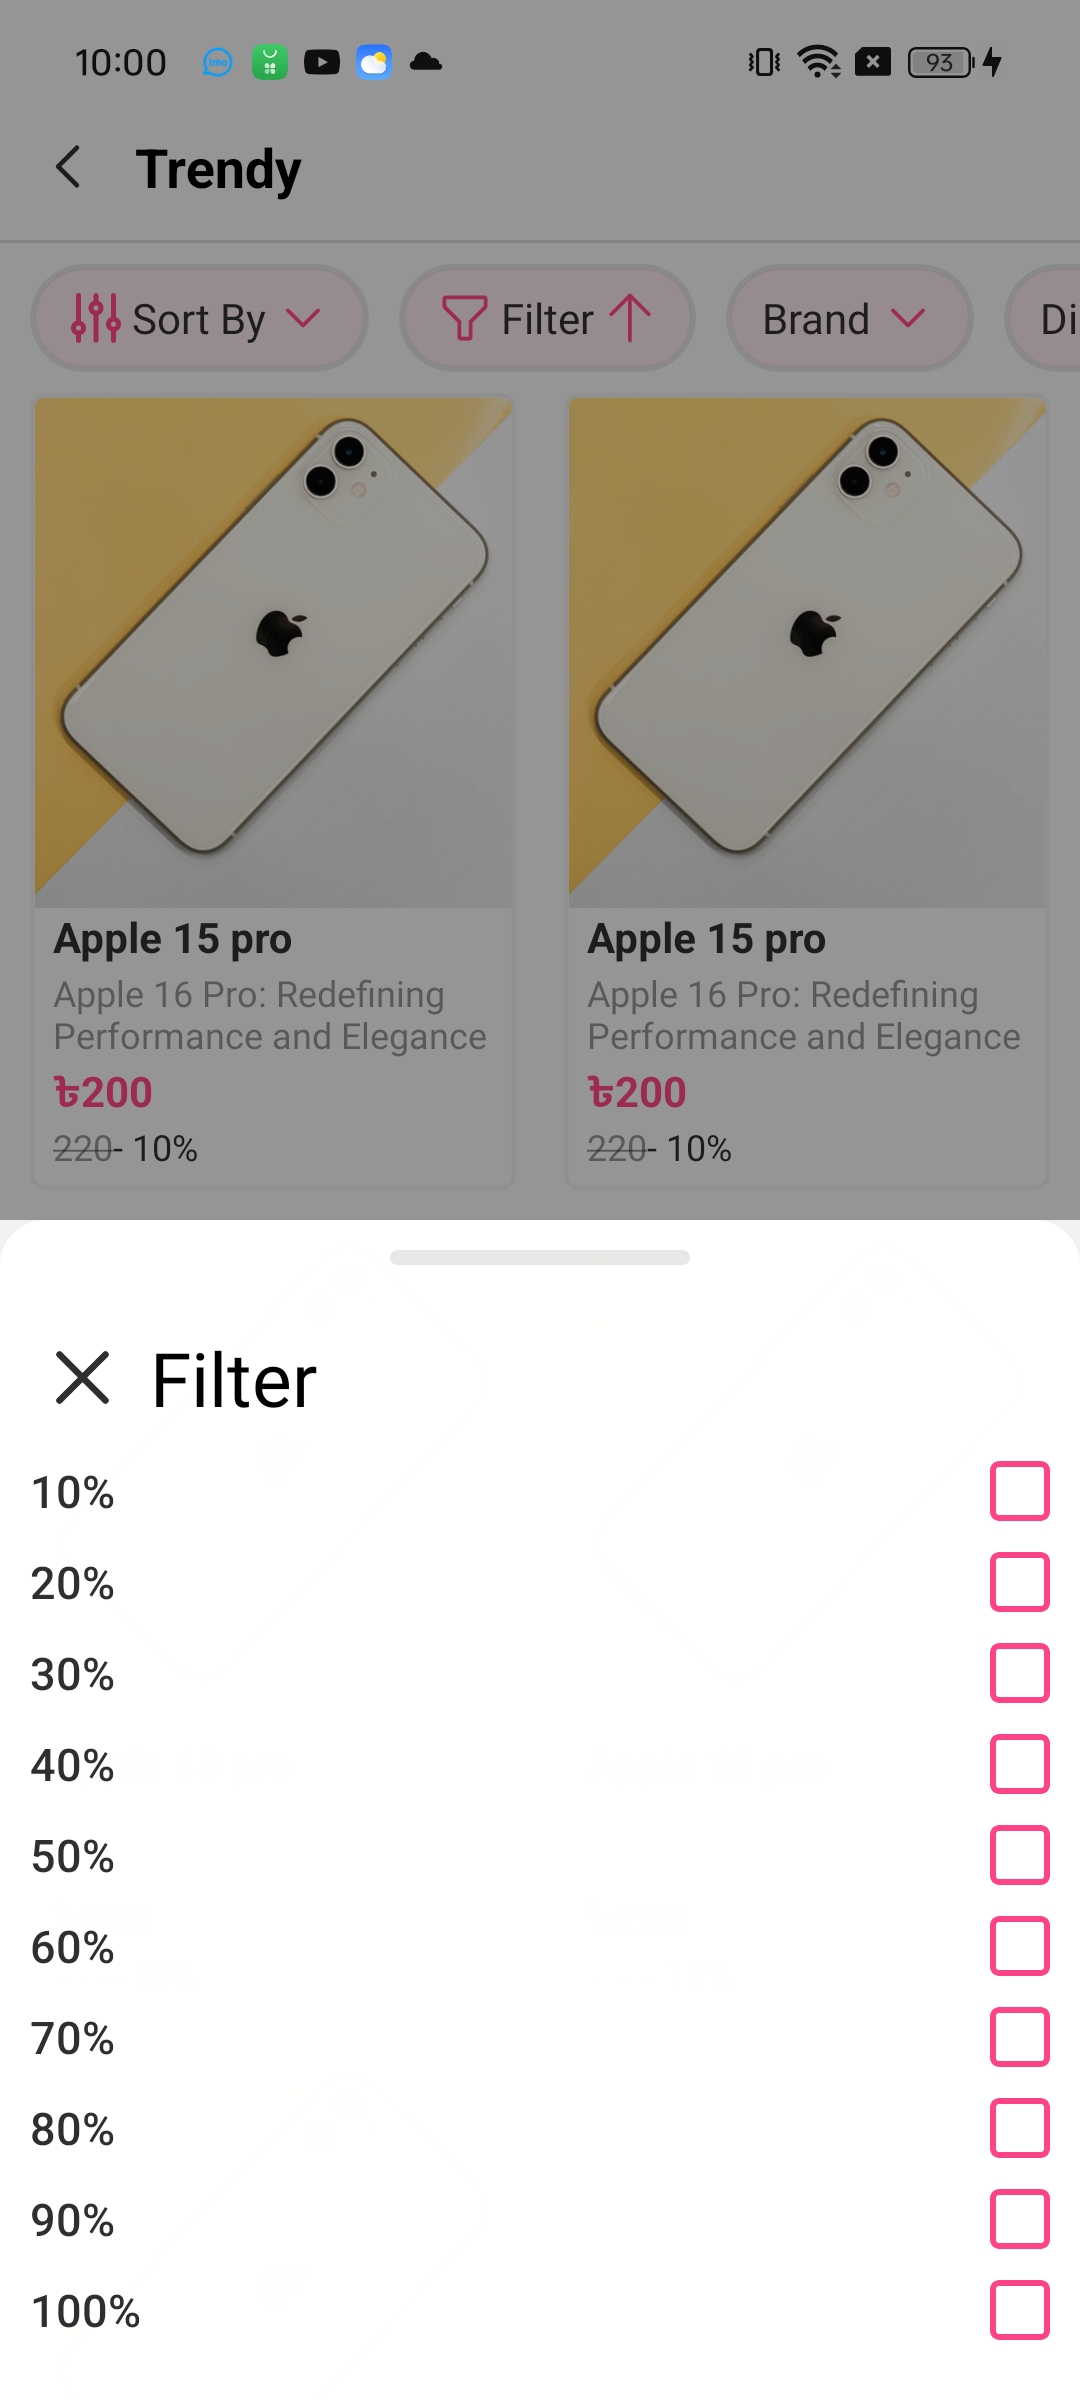 10:00
imo
93
Trendy
Sort By
Filter
Brand
Di
Apple 15 pro
Apple 16 Pro: Redefining
Performance and Elegance
৳200
220- 10%
Apple 15 pro
Apple 16 Pro: Redefining
Performance and Elegance
৳200
220- 10%
Filter
10%
20%
30%
40%
50%
60%
70%
80%
90%
100%